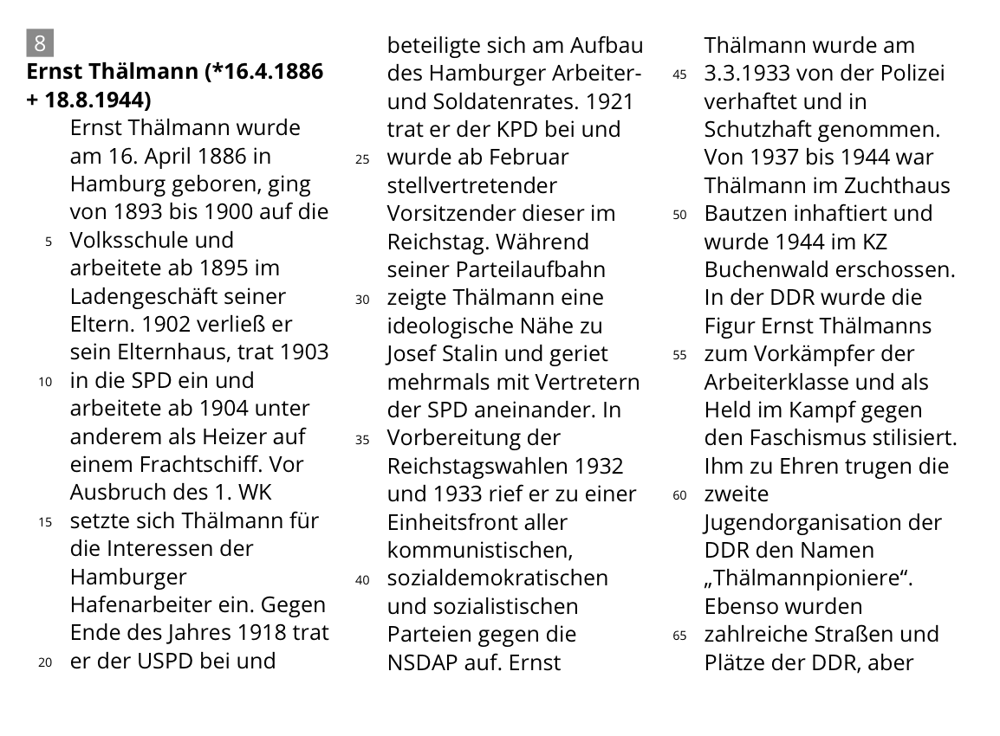 8
Ernst Thälmann (*16.4.1886
+ 18.8.1944)
Ernst Thälmann wurde
am 16. April 1886 in
Hamburg geboren, ging
von 1893 bis 1900 auf die
5 Volksschule und
arbeitete ab 1895 im
Ladengeschäft seiner
Eltern. 1902 verließ er
sein Elternhaus, trat 1903
10 in die SPD ein und
arbeitete ab 1904 unter
anderem als Heizer auf
einem Frachtschiff. Vor
Ausbruch des 1. WK
15 setzte sich Thälmann für
die Interessen der
Hamburger
Hafenarbeiter ein. Gegen
Ende des Jahres 1918 trat
20 er der USPD bei und
beteiligte sich am Aufbau
des Hamburger Arbeiter-
und Soldatenrates. 1921
trat er der KPD bei und
25 wurde ab Februar
stellvertretender
Vorsitzender dieser im
Reichstag. Während
seiner Parteilaufbahn
30 zeigte Thälmann eine
ideologische Nähe zu
Josef Stalin und geriet
mehrmals mit Vertretern
der SPD aneinander. In
35 Vorbereitung der
Reichstagswahlen 1932
und 1933 rief er zu einer
Einheitsfront aller
kommunistischen,
40 sozialdemokratischen
und sozialistischen
Parteien gegen die
NSDAP auf. Ernst
Thälmann wurde am
45 3.3.1933 von der Polizei
verhaftet und in
Schutzhaft genommen.
Von 1937 bis 1944 war
Thälmann im Zuchthaus
50 Bautzen inhaftiert und
wurde 1944 im KZ
Buchenwald erschossen.
In der DDR wurde die
Figur Ernst Thälmanns
55 zum Vorkämpfer der
Arbeiterklasse und als
Held im Kampf gegen
den Faschismus stilisiert.
Ihm zu Ehren trugen die
60 zweite
Jugendorganisation der
DDR den Namen
„Thälmannpioniere“.
Ebenso wurden
65 zahlreiche Straßen und
Plätze der DDR, aber